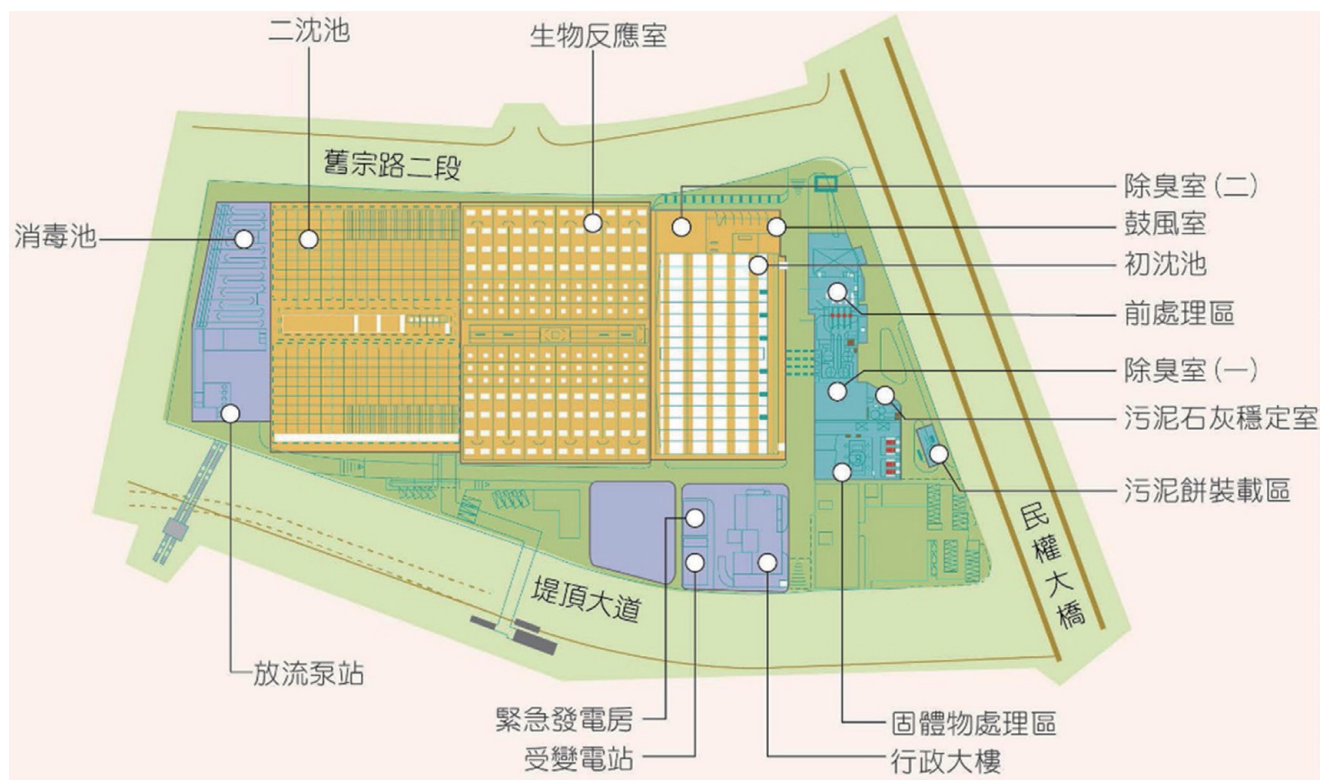 二沈池
生物反應室
舊宗路二段
消毒池
除臭室(二)
鼓風室
初沈池
前處理區
除臭室(一)
污泥石灰穩定室
污泥餅裝載區
民權大橋
堤頂大道
放流泵站
緊急發電房
受變電站
固體物處理區
行政大樓